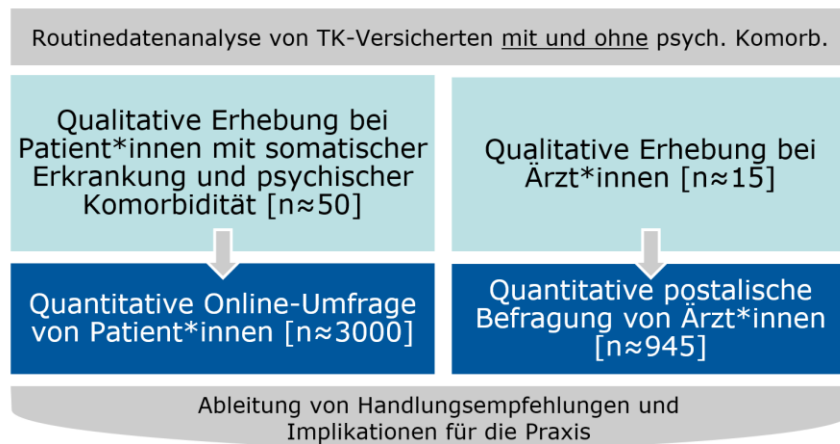 Routinedatenanalyse von TK-Versicherten mit und ohne psych. Komorb.
Qualitative Erhebung bei
Patient*innen mit somatischer
Erkrankung und psychischer
Komorbidität [n≈50]
Qualitative Erhebung bei
Ärzt*innen [n≈15]
Quantitative Online-Umfrage
von Patient*innen [n≈3000]
Quantitative postalische
Befragung von Ärzt*innen
[n≈945]
Ableitung von Handlungsempfehlungen und
Implikationen für die Praxis